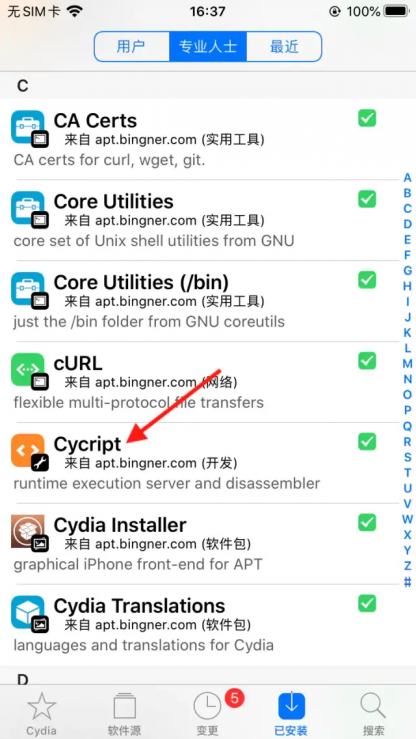 无SIM卡 16:37 100%
用户 专业人士 最近
C
CA Certs
来自 apt.bingner.com (实用工具)
CA certs for curl, wget, git.
Core Utilities
来自 apt.bingner.com (实用工具)
core set of Unix shell utilities from GNU
Core Utilities (/bin)
来自 apt.bingner.com (实用工具)
just the /bin folder from GNU coreutils
cURL
来自 apt.bingner.com (网络)
flexible multi-protocol file transfers
Cycript
来自 apt.bingner.com (开发)
runtime execution server and disassembler
Cydia Installer
来自 apt.bingner.com (软件包)
graphical iPhone front-end for APT
Cydia Translations
来自 apt.bingner.com (软件包)
languages and translations for Cydia
D
A
B
C
D
E
F
G
H
I
J
K
L
M
N
O
P
Q
R
S
T
U
V
W
X
Y
Z
#
5
Cydia 软件源 变更 已安装 搜索